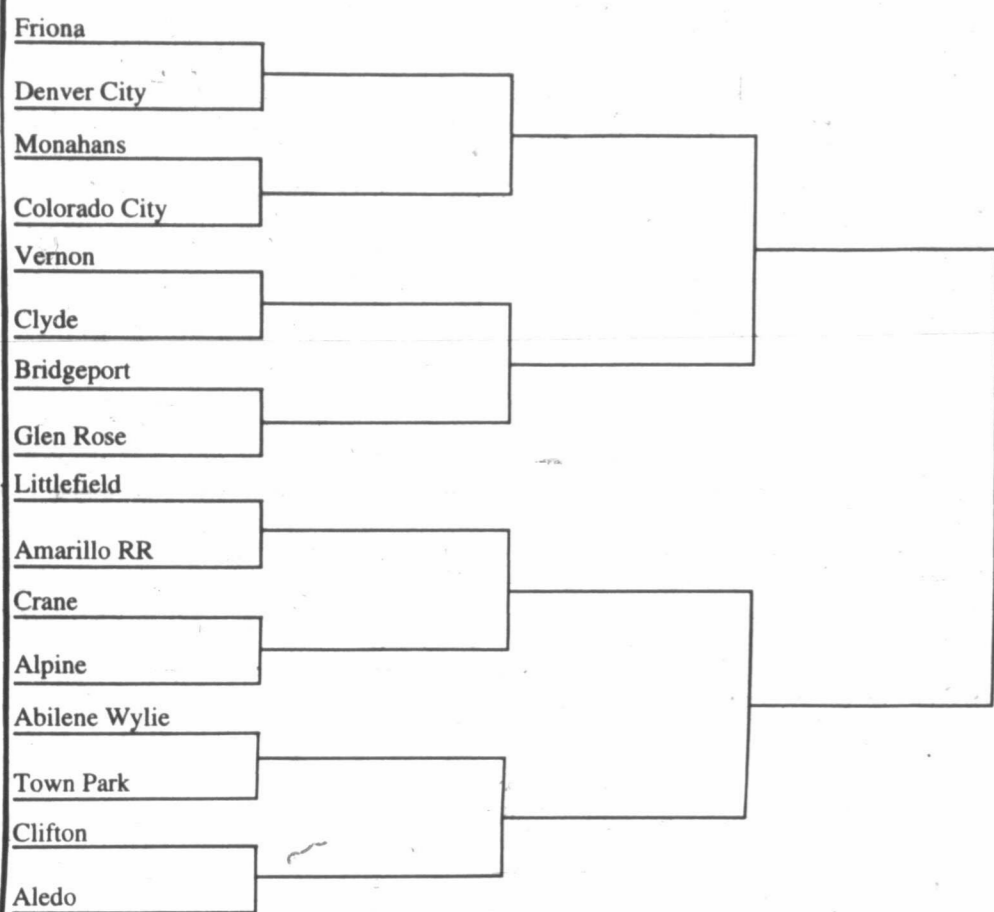 Friona
Denver City
Monahans
Colorado City
Vernon
Clyde
Bridgeport
Glen Rose
Littlefield
Amarillo RR
Crane
Alpine
Abilene Wylie
Town Park
Clifton
Aledo